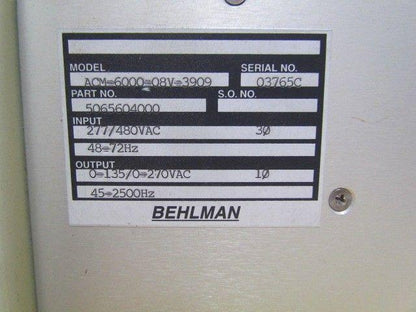 MODEL SERIAL NO.
ACM-6000-08V-3909 03765C
PART NO. S.O. NO.
5065604000
INPUT
277/480VAC 3Ø
48-72Hz
OUTPUT
0-135/0-270VAC 1Ø
45-2500Hz
BEHLMAN